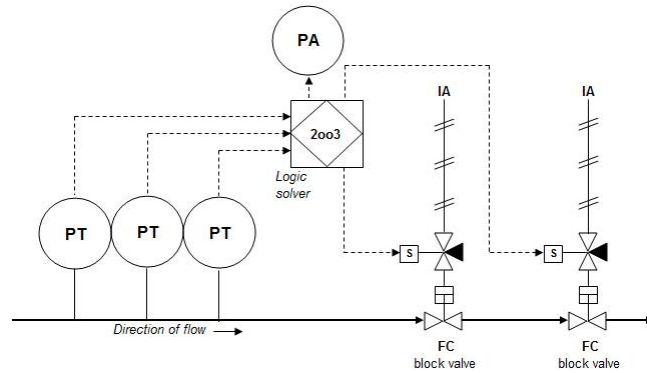 PA
IA
IA
2oo3
Logic
solver
PT
PT
PT
S
S
Direction of flow
FC
block valve
FC
block valve